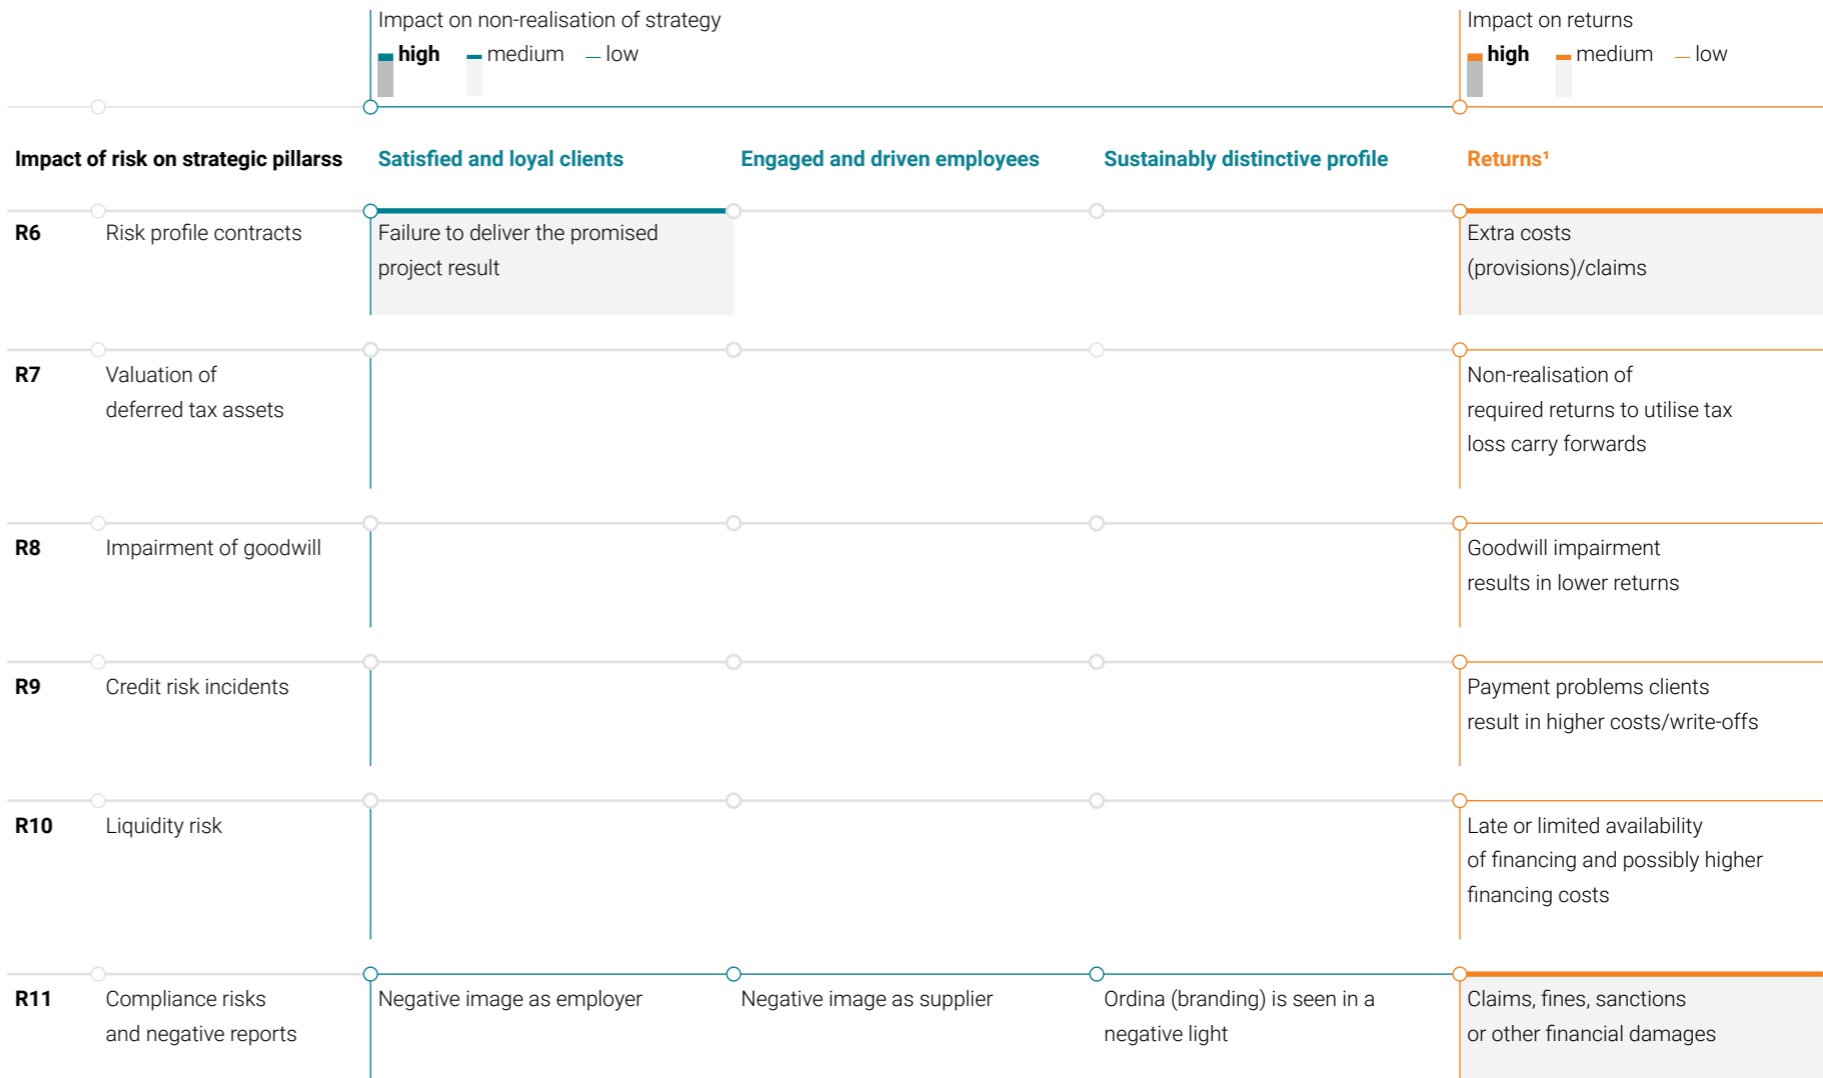 Impact on non-realisation of strategy
high medium low
Impact on returns
high medium low
Impact of risk on strategic pillarss
Satisfied and loyal clients
Engaged and driven employees
Sustainably distinctive profile
Returns¹
R6
Risk profile contracts
Failure to deliver the promised
project result
Extra costs
(provisions)/claims
R7
Valuation of
deferred tax assets
Non-realisation of
required returns to utilise tax
loss carry forwards
R8
Impairment of goodwill
Goodwill impairment
results in lower returns
R9
Credit risk incidents
Payment problems clients
result in higher costs/write-offs
R10
Liquidity risk
Late or limited availability
of financing and possibly higher
financing costs
R11
Compliance risks
and negative reports
Negative image as employer
Negative image as supplier
Ordina (branding) is seen in a
negative light
Claims, fines, sanctions
or other financial damages